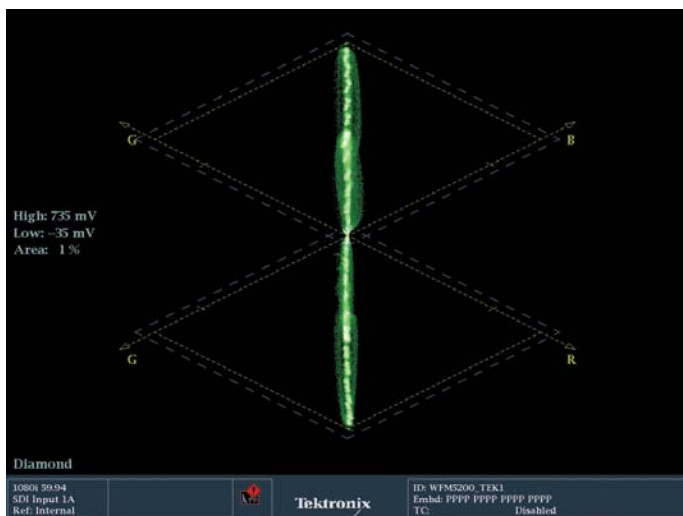 G
B
High: 735 mV
Low: -35 mV
Area: 1 %
G
R
Diamond
1080i 59.94
SDI Input 1A
Ref: Internal
Tektronix
ID: WFM5200_TEK1
Embd: PPPP PPPP PPPP PPPP
TC: Disabled